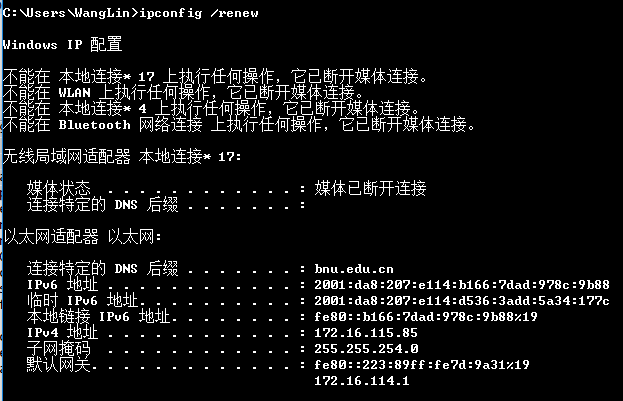 C:\Users\WangLin>ipconfig /renew
Windows IP 配置
不能在 本地连接* 17 上执行任何操作，它已断开媒体连接。
不能在 WLAN 上执行任何操作，它已断开媒体连接。
不能在 本地连接* 4 上执行任何操作，它已断开媒体连接。
不能在 Bluetooth 网络连接 上执行任何操作，它已断开媒体连接。
无线局域网适配器 本地连接* 17:
媒体状态 . . . . . . . . . . . . : 媒体已断开连接
连接特定的 DNS 后缀 . . . . . . . :
以太网适配器 以太网:
连接特定的 DNS 后缀 . . . . . . . : bnu.edu.cn
IPv6 地址 . . . . . . . . . . . . : 2001:da8:207:e114:b166:7dad:978c:9b88
临时 IPv6 地址. . . . . . . . . . : 2001:da8:207:e114:d536:3add:5a34:177c
本地链接 IPv6 地址. . . . . . . . : fe80::b166:7dad:978c:9b88%19
IPv4 地址 . . . . . . . . . . . . : 172.16.115.85
子网掩码 . . . . . . . . . . . . : 255.255.254.0
默认网关. . . . . . . . . . . . . : fe80::223:89ff:fe7d:9a31%19
172.16.114.1